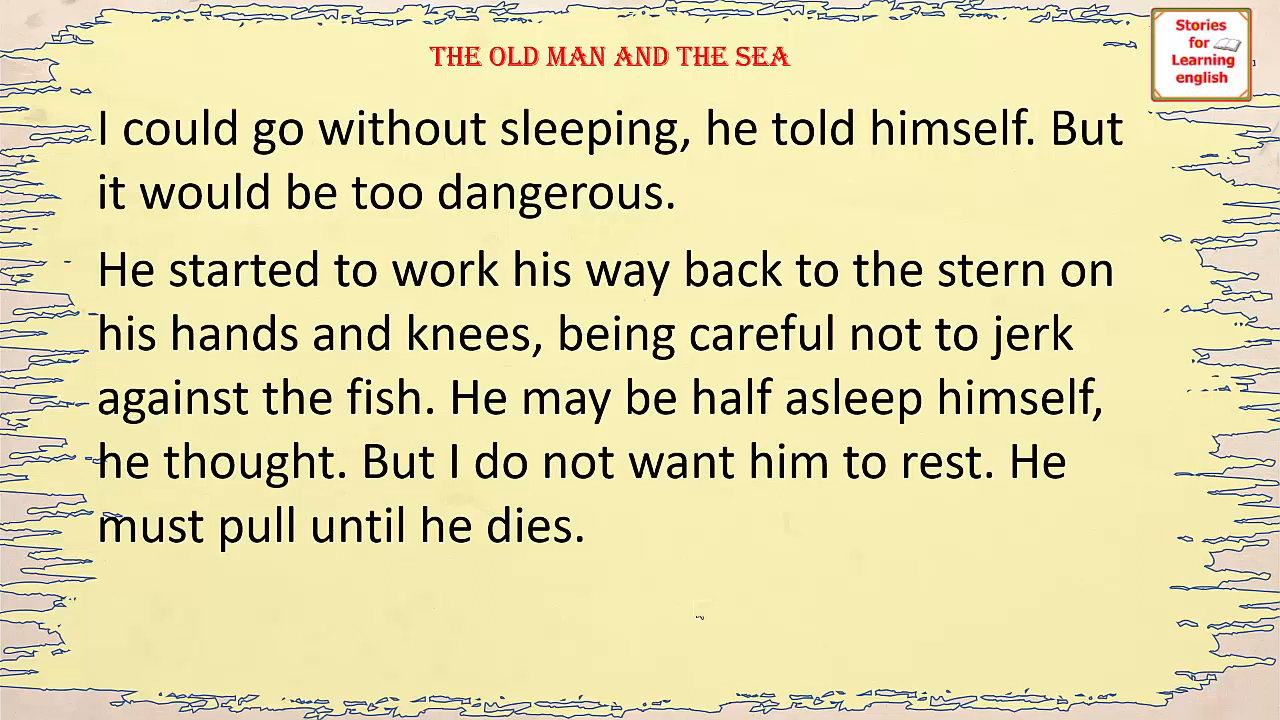 THE OLD MAN AND THE SEA
Stories
for
Learning
english
I could go without sleeping, he told himself. But
it would be too dangerous.
He started to work his way back to the stern on
his hands and knees, being careful not to jerk
against the fish. He may be half asleep himself,
he thought. But I do not want him to rest. He
must pull until he dies.